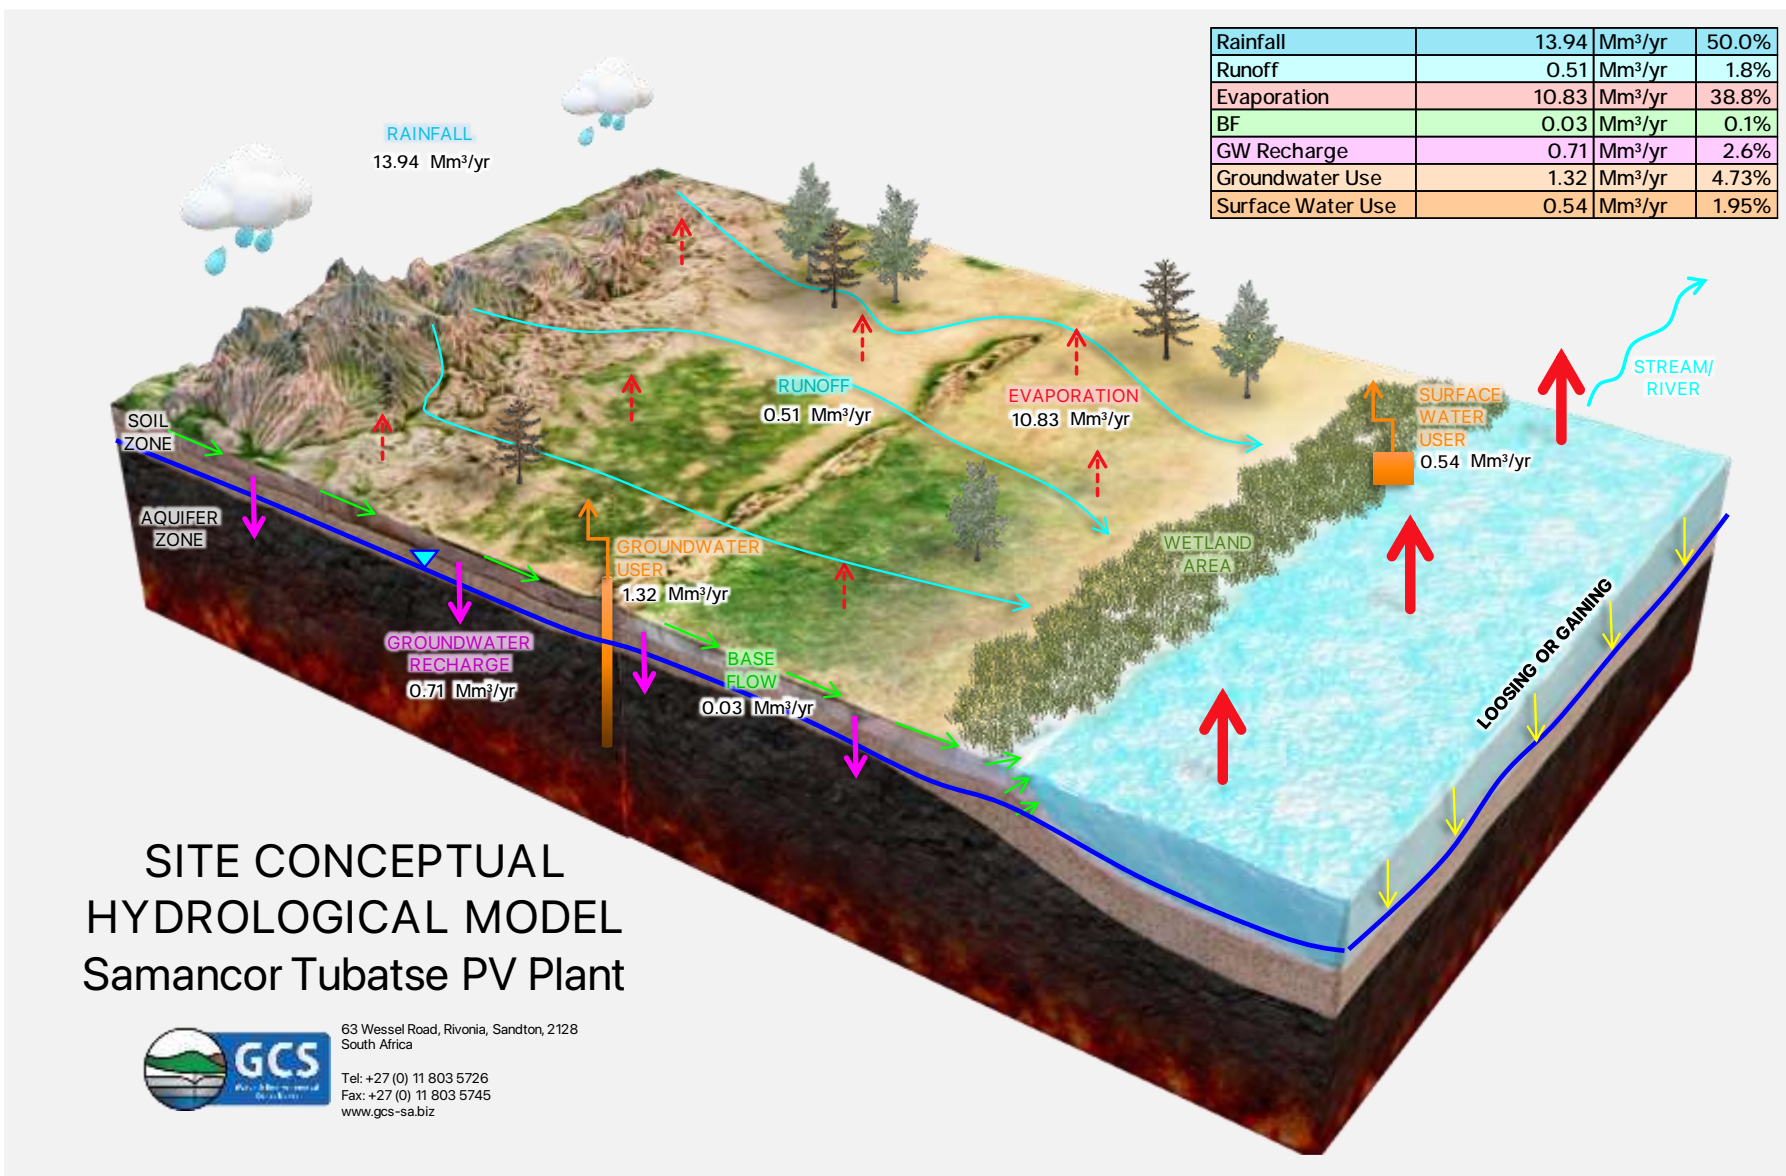 Rainfall 13.94 Mm³/yr 50.0%
Runoff 0.51 Mm³/yr 1.8%
Evaporation 10.83 Mm³/yr 38.8%
BF 0.03 Mm³/yr 0.1%
GW Recharge 0.71 Mm³/yr 2.6%
Groundwater Use 1.32 Mm³/yr 4.73%
Surface Water Use 0.54 Mm³/yr 1.95%
RAINFALL
13.94 Mm³/yr
STREAM/
RIVER
RUNOFF
0.51 Mm³/yr
EVAPORATION
10.83 Mm³/yr
SURFACE
WATER
USER
0.54 Mm³/yr
SOIL
ZONE
AQUIFER
ZONE
GROUNDWATER
USER
1.32 Mm³/yr
WETLAND
AREA
GROUNDWATER
RECHARGE
0.71 Mm³/yr
BASE
FLOW
0.03 Mm³/yr
LOOSING OR GAINING
SITE CONCEPTUAL
HYDROLOGICAL MODEL
Samancor Tubatse PV Plant
GCS
63 Wessel Road, Rivonia, Sandton, 2128
South Africa
Tel: +27 (0) 11 803 5726
Fax: +27 (0) 11 803 5745
www.gcs-sa.biz